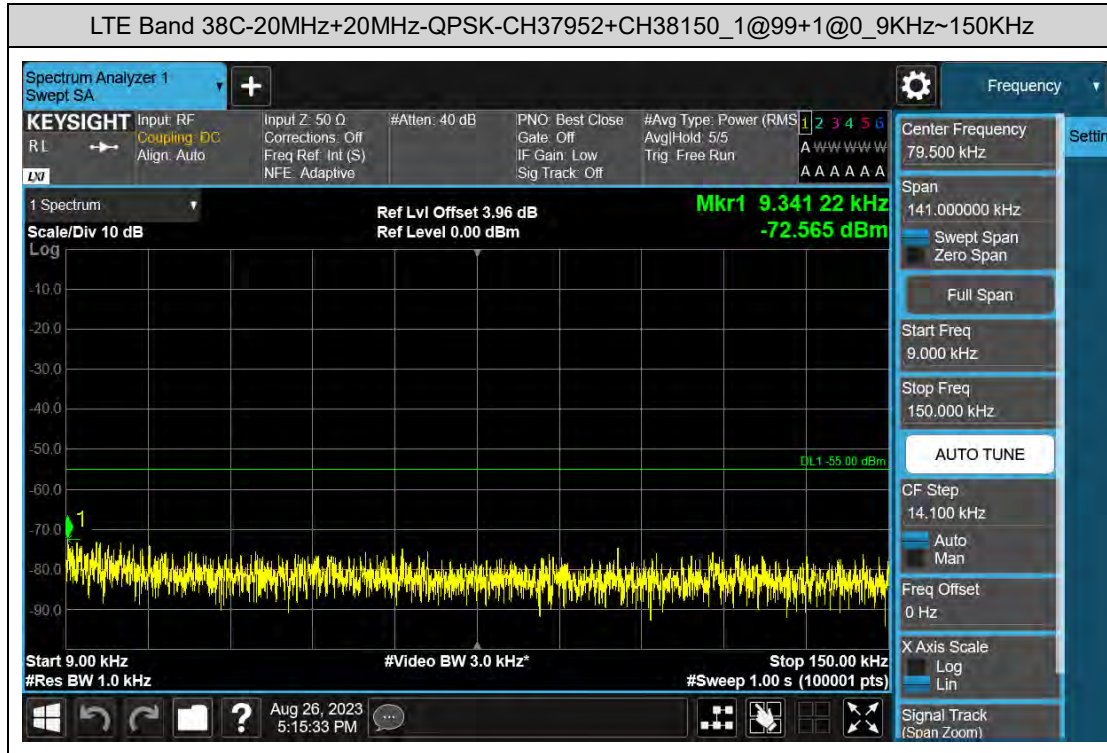 LTE Band 38C-20MHz+20MHz-QPSK-CH37952+CH38150_1@99+1@0_9KHz~150KHz
Spectrum Analyzer 1
Swept SA
+
Frequency
KEYSIGHT
RL
LXI
Input: RF
Coupling: DC
Align: Auto
Input Z: 50 Ω
Corrections: Off
Freq Ref: Int (S)
NFE: Adaptive
#Atten: 40 dB
PNO: Best Close
Gate: Off
IF Gain: Low
Sig Track: Off
#Avg Type: Power (RMS
Avg|Hold: 5/5
Trig: Free Run
1 2 3 4 5 6
A W W W W W
A A A A A A
Center Frequency
79.500 kHz
Settin
Span
141.000000 kHz
Swept Span
Zero Span
Full Span
Start Freq
9.000 kHz
Stop Freq
150.000 kHz
AUTO TUNE
CF Step
14.100 kHz
Auto
Man
Freq Offset
0 Hz
X Axis Scale
Log
Lin
Signal Track
(Span Zoom)
1 Spectrum
Scale/Div 10 dB
Ref Lvl Offset 3.96 dB
Ref Level 0.00 dBm
Mkr1 9.341 22 kHz
-72.565 dBm
Log
-10.0
-20.0
-30.0
-40.0
-50.0
DL1 -55.00 dBm
-60.0
1
-70.0
-80.0
-90.0
Start 9.00 kHz
#Res BW 1.0 kHz
#Video BW 3.0 kHz*
Stop 150.00 kHz
#Sweep 1.00 s (100001 pts)
?
Aug 26, 2023
5:15:33 PM